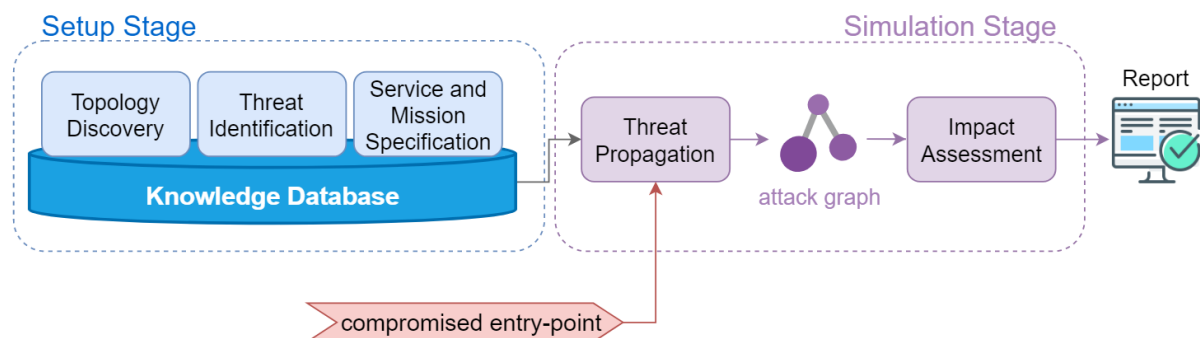 Setup Stage
Simulation Stage
Topology
Discovery
Threat
Identification
Service and
Mission
Specification
Knowledge Database
Threat
Propagation
attack graph
Impact
Assessment
Report
compromised entry-point